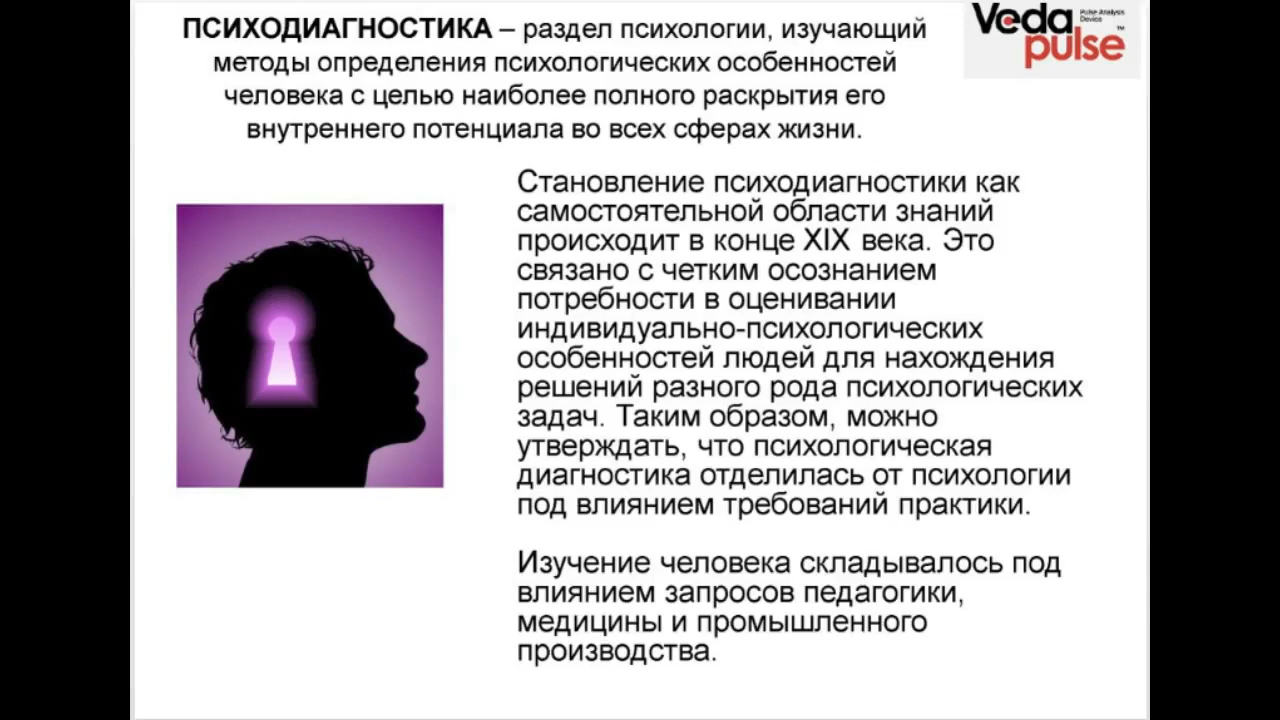 ПСИХОДИАГНОСТИКА – раздел психологии, изучающий
методы определения психологических особенностей
человека с целью наиболее полного раскрытия его
внутреннего потенциала во всех сферах жизни.
Veda
pulse™
Pulse Analysis
Device
Становление психодиагностики как
самостоятельной области знаний
происходит в конце XIX века. Это
связано с четким осознанием
потребности в оценивании
индивидуально-психологических
особенностей людей для нахождения
решений разного рода психологических
задач. Таким образом, можно
утверждать, что психологическая
диагностика отделилась от психологии
под влиянием требований практики.
Изучение человека складывалось под
влиянием запросов педагогики,
медицины и промышленного
производства.